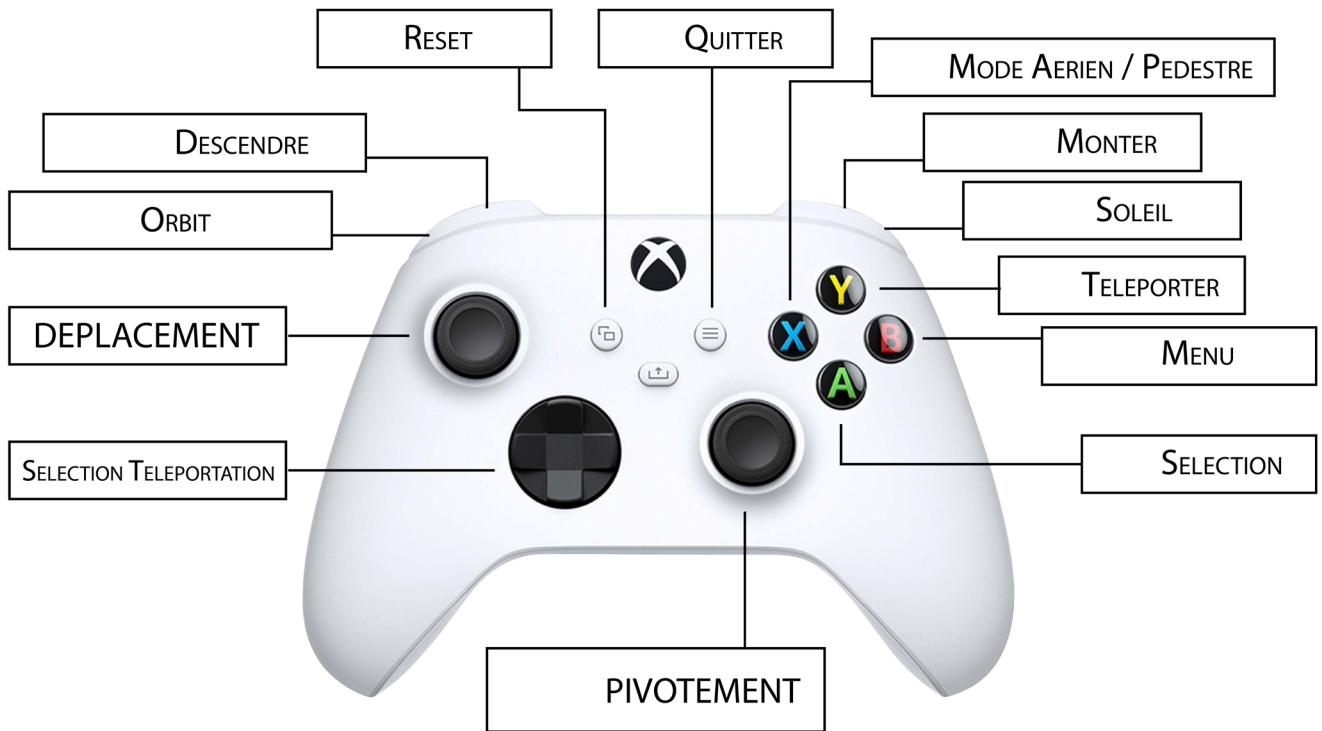 RESET
QUITTER
MODE AERIEN / PEDESTRE
DESCENDRE
MONTER
ORBIT
SOLEIL
TELEPORTER
DEPLACEMENT
MENU
SELECTION TELEPORTATION
SELECTION
PIVOTEMENT
Y
X
B
A